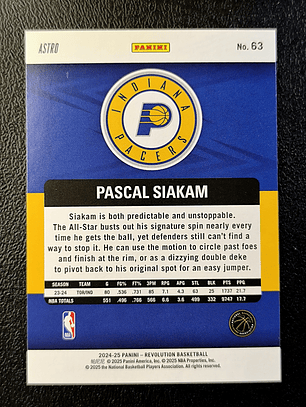 ASTRO
PANINI
No. 63
INDIANA
PACERS
PASCAL SIAKAM
Siakam is both predictable and unstoppable.
The All-Star busts out his signature spin nearly every
time he gets the ball, yet defenders still can't find a
way to stop it. He can use the motion to circle past foes
and finish at the rim, or as a dizzying double deke
to pivot back to his original spot for an easy jumper.
SEASON TEAM G FG% FT% 3PM RPG APG STL BLK PTS PPG
23-24 TOR/IND 80 .536 .731 85 7.1 4.3 63 25 1737 21.7
NBA TOTALS 551 .496 .766 566 6.6 3.6 499 332 9742 17.7
NBA
2024-25 PANINI – REVOLUTION BASKETBALL
© 2025 Panini America, Inc. © 2025 NBA Properties, Inc.
© 2025 the National Basketball Players Association. All rights reserved.